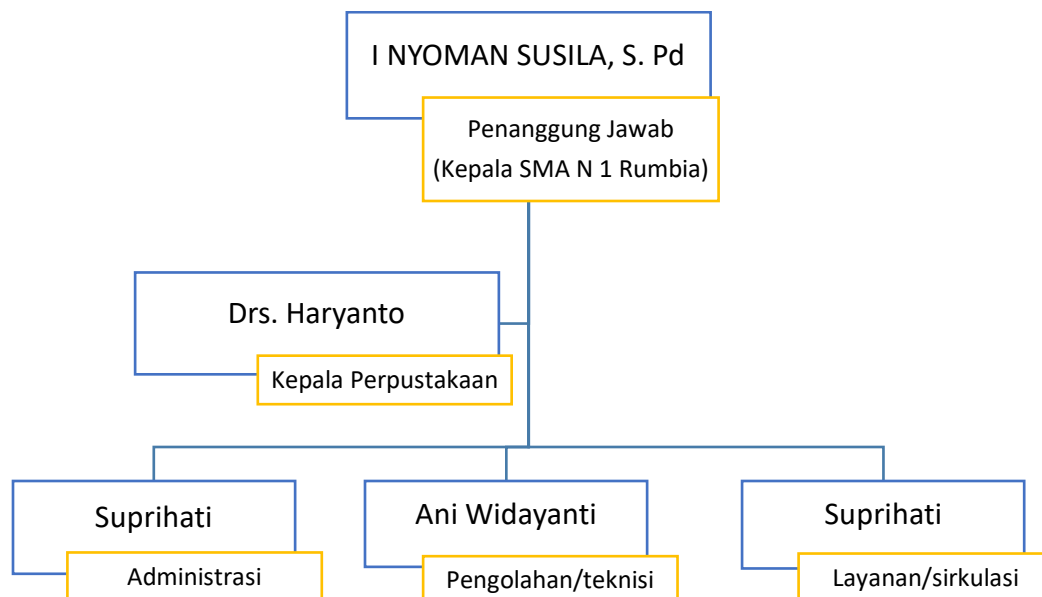 I NYOMAN SUSILA, S. Pd
Penanggung Jawab
(Kepala SMA N 1 Rumbia)
Drs. Haryanto
Kepala Perpustakaan
Suprihati
Administrasi
Ani Widayanti
Pengolahan/teknisi
Suprihati
Layanan/sirkulasi